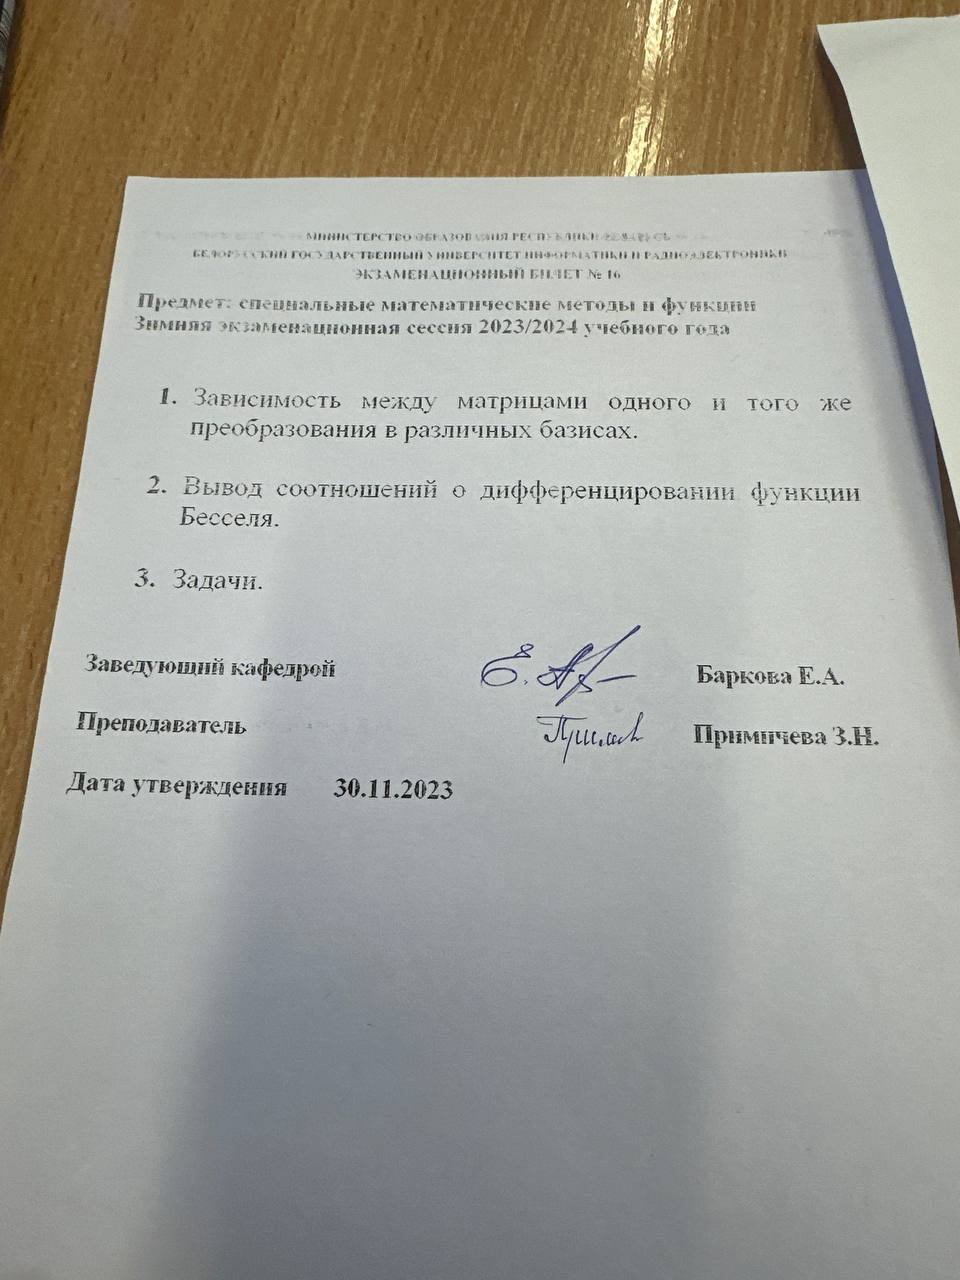 МИНИСТЕРСТВО ОБРАЗОВАНИЯ РЕСПУБЛИКИ БЕЛАРУСЬ
БЕЛОРУССКИЙ ГОСУДАРСТВЕННЫЙ УНИВЕРСИТЕТ ИНФОРМАТИКИ И РАДИОЭЛЕКТРОНИКИ
ЭКЗАМЕНАЦИОННЫЙ БИЛЕТ № 16
Предмет: специальные математические методы и функции
Зимняя экзаменационная сессия 2023/2024 учебного года
1. Зависимость между матрицами одного и того же
преобразования в различных базисах.
2. Вывод соотношений о дифференцировании функции
Бесселя.
3. Задачи.
Заведующий кафедрой Баркова Е.А.
Преподаватель Примичева З.Н.
Дата утверждения 30.11.2023